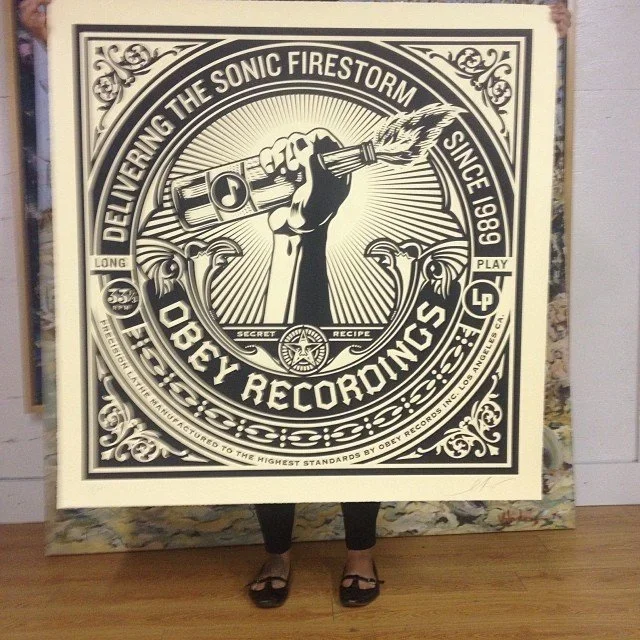 DELIVERING THE SONIC FIRESTORM
SINCE 1989
LONG
PLAY
33⅓
LP
SECRET
RECIPE
OBEY RECORDINGS
PRECISION LATHE MANUFACTURED TO THE HIGHEST STANDARDS BY OBEY RECORDS INC. LOS ANGELES CA.